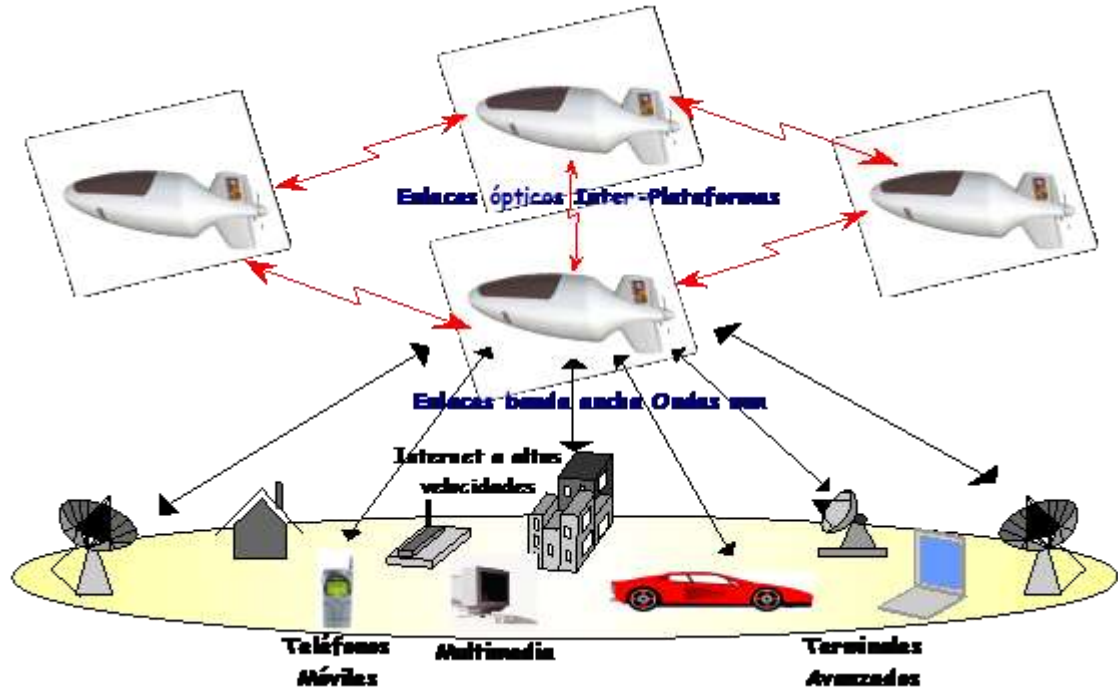 Enlaces ópticos Inter-Plataformas
Enlaces banda ancha Ondas mm
Internet a altas
velocidades
Teléfonos
Móviles
Multimedia
Terminales
Avanzados